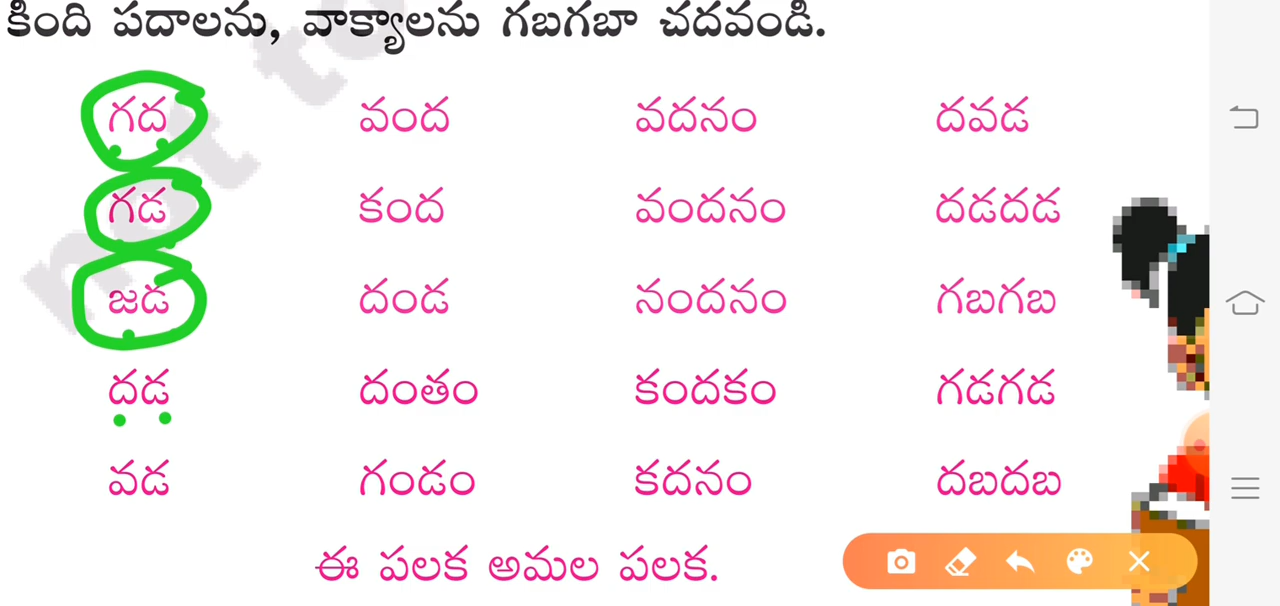 కింది పదాలను, వాక్యాలను గబగబా చదవండి.
గద వంద వదనం దవడ
గడ కంద వందనం దడదడ
జడ దండ నందనం గబగబ
దడ దంతం కందకం గడగడ
వడ గండం కదనం దబదబ
ఈ పలక అమల పలక.